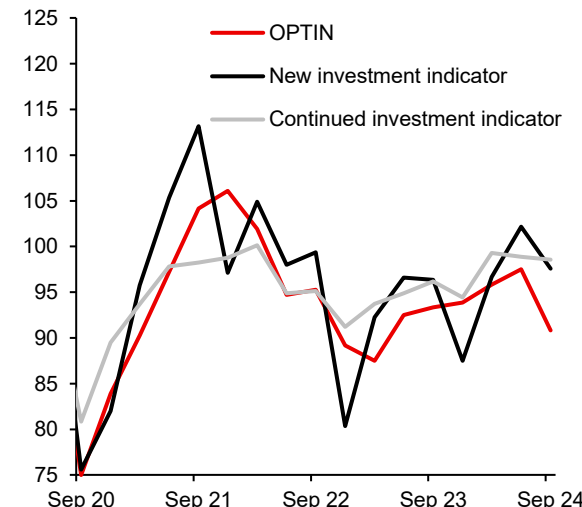 125
120
115
110
105
100
95
90
85
80
75
OPTIN
New investment indicator
Continued investment indicator
Sep 20 Sep 21 Sep 22 Sep 23 Sep 24